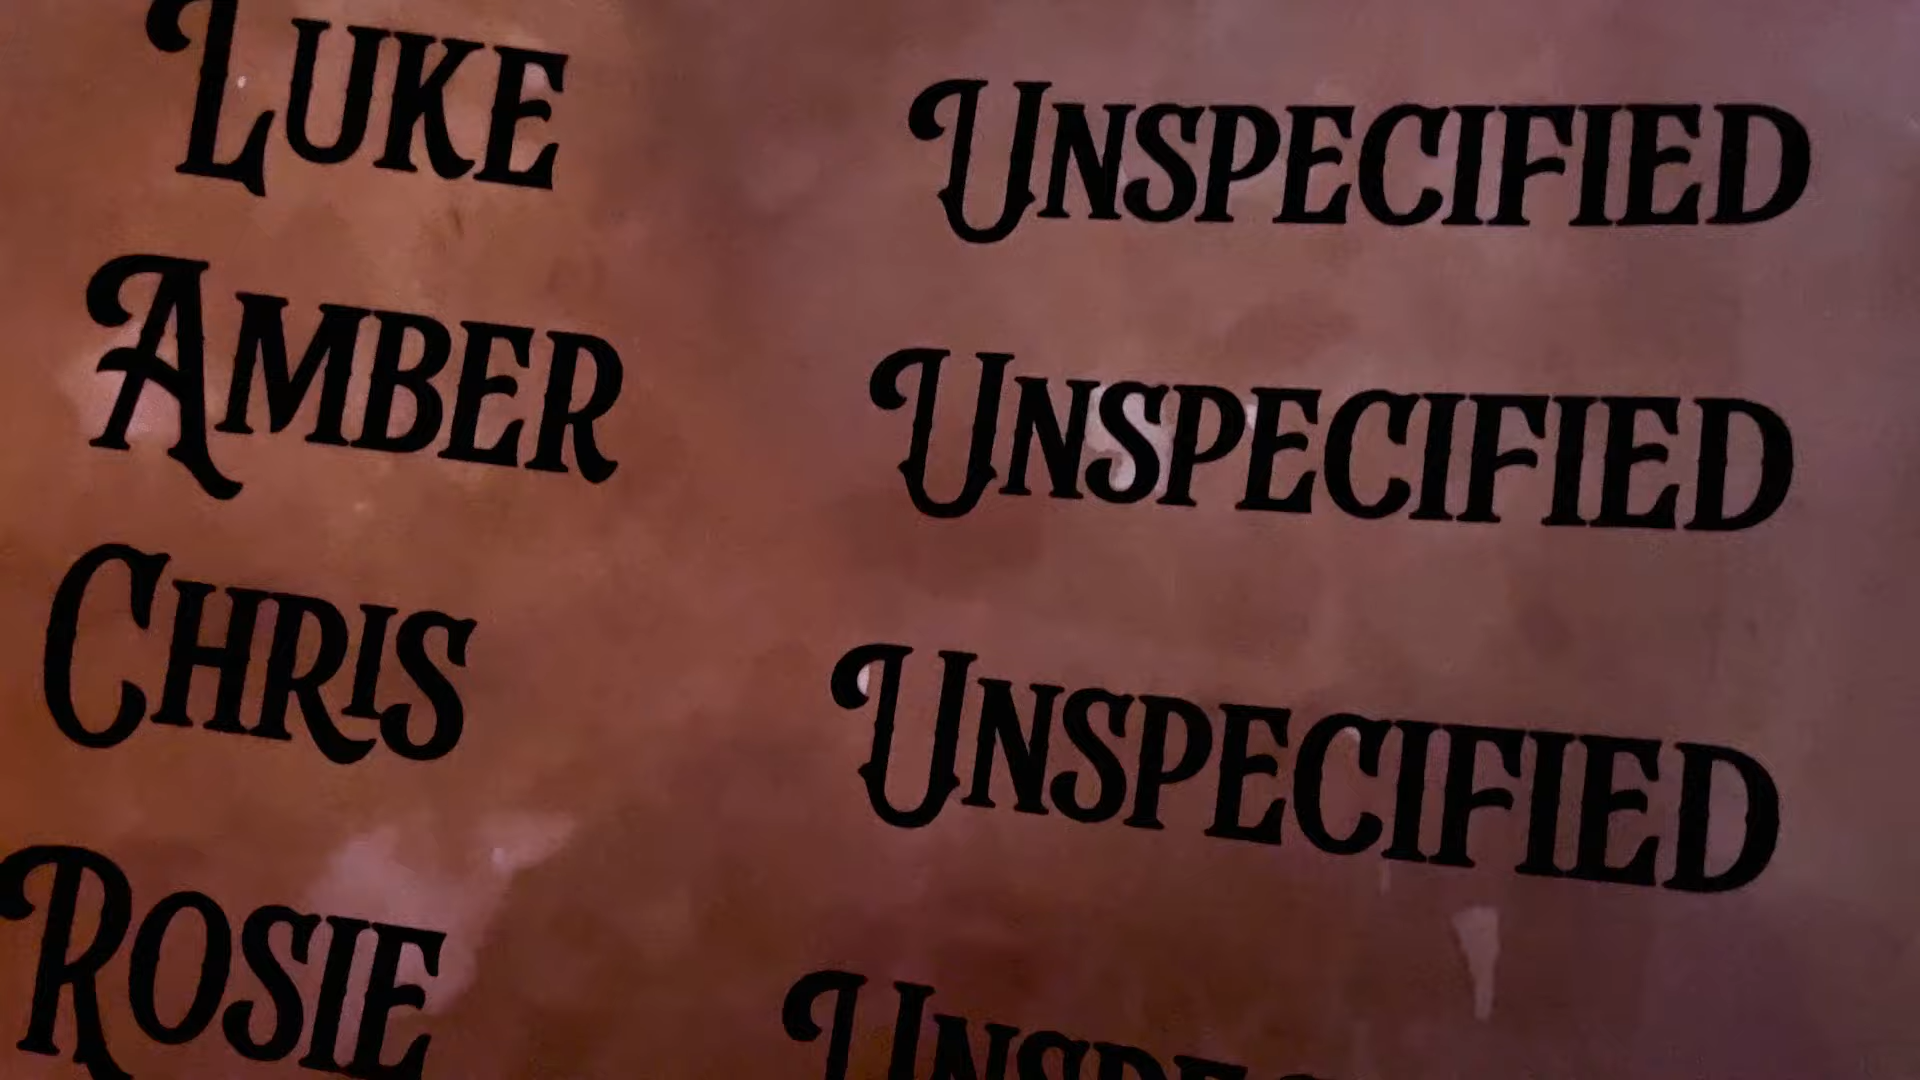 Luke Unspecified
Amber Unspecified
Chris Unspecified
Rosie